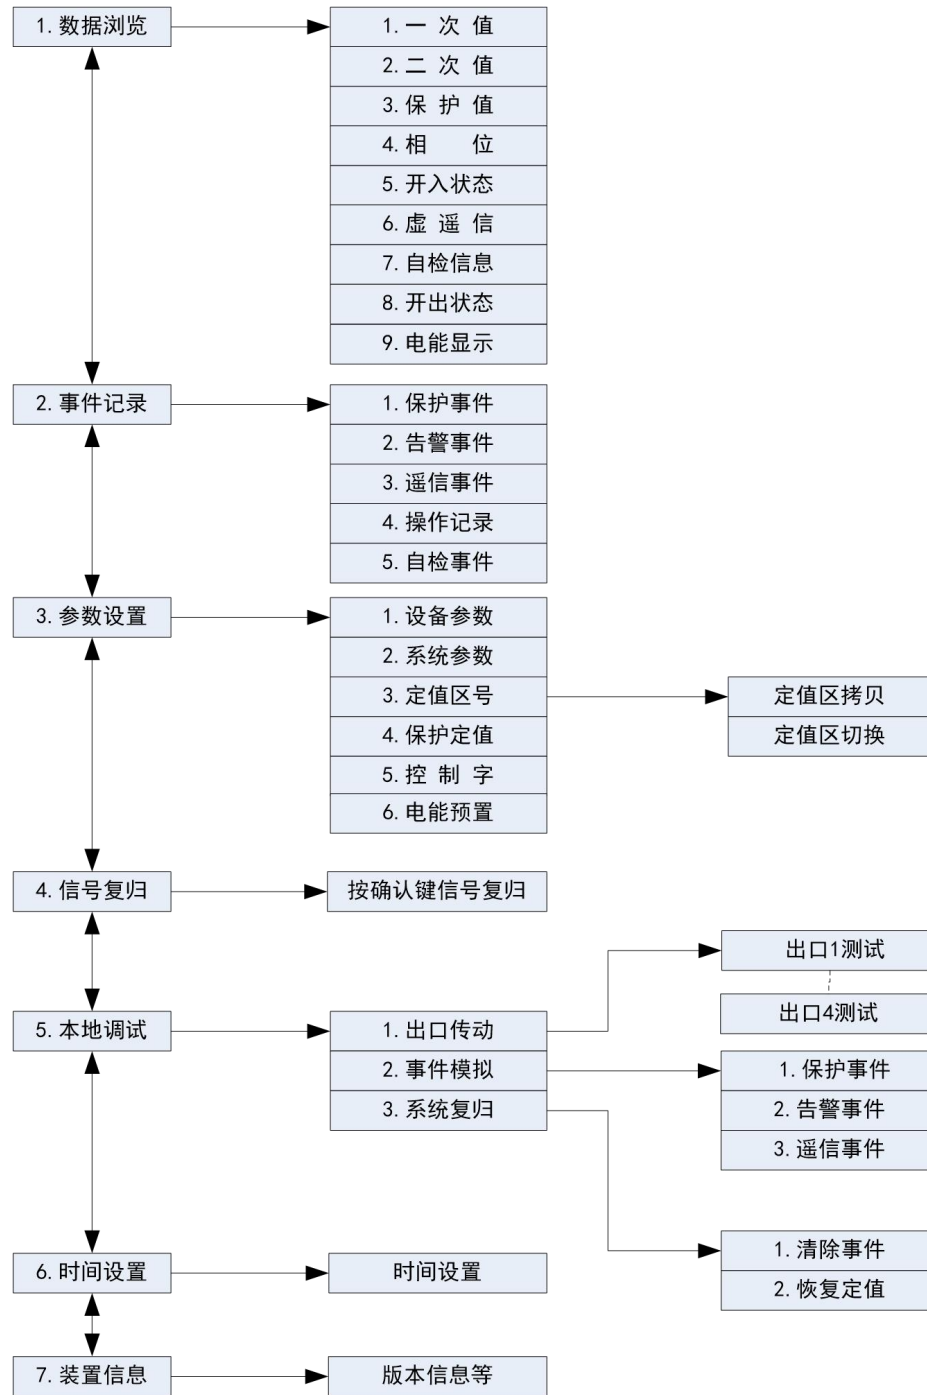 1.数据浏览
1.一 次 值
2.二 次 值
3.保 护 值
4.相 位
5.开入状态
6.虚 遥 信
7.自检信息
8.开出状态
9.电能显示
2.事件记录
1.保护事件
2.告警事件
3.遥信事件
4.操作记录
5.自检事件
3.参数设置
1.设备参数
2.系统参数
3.定值区号
4.保护定值
5.控 制 字
6.电能预置
定值区拷贝
定值区切换
4.信号复归
按确认键信号复归
5.本地调试
1.出口传动
2.事件模拟
3.系统复归
出口1测试
出口4测试
1.保护事件
2.告警事件
3.遥信事件
1.清除事件
2.恢复定值
6.时间设置
时间设置
7.装置信息
版本信息等